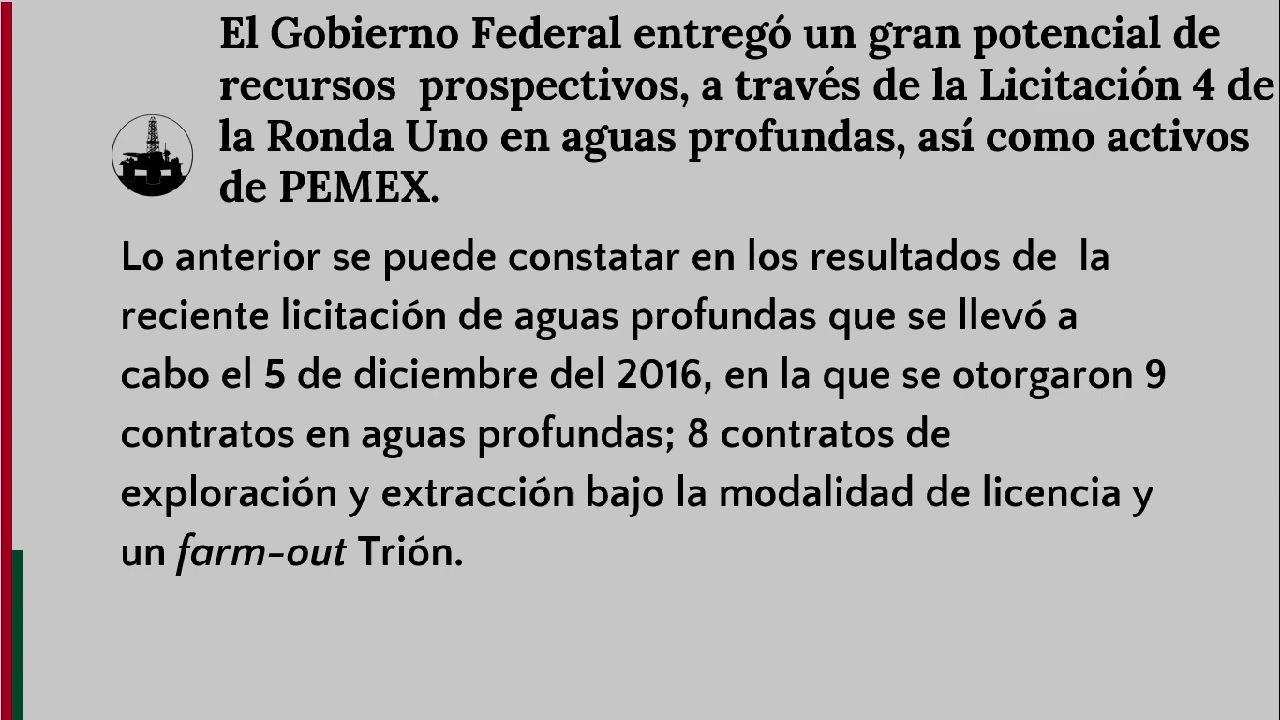 El Gobierno Federal entregó un gran potencial de
recursos  prospectivos, a través de la Licitación 4 de
la Ronda Uno en aguas profundas, así como activos
de PEMEX.
Lo anterior se puede constatar en los resultados de  la
reciente licitación de aguas profundas que se llevó a
cabo el 5 de diciembre del 2016, en la que se otorgaron 9
contratos en aguas profundas; 8 contratos de
exploración y extracción bajo la modalidad de licencia y
un farm-out Trión.